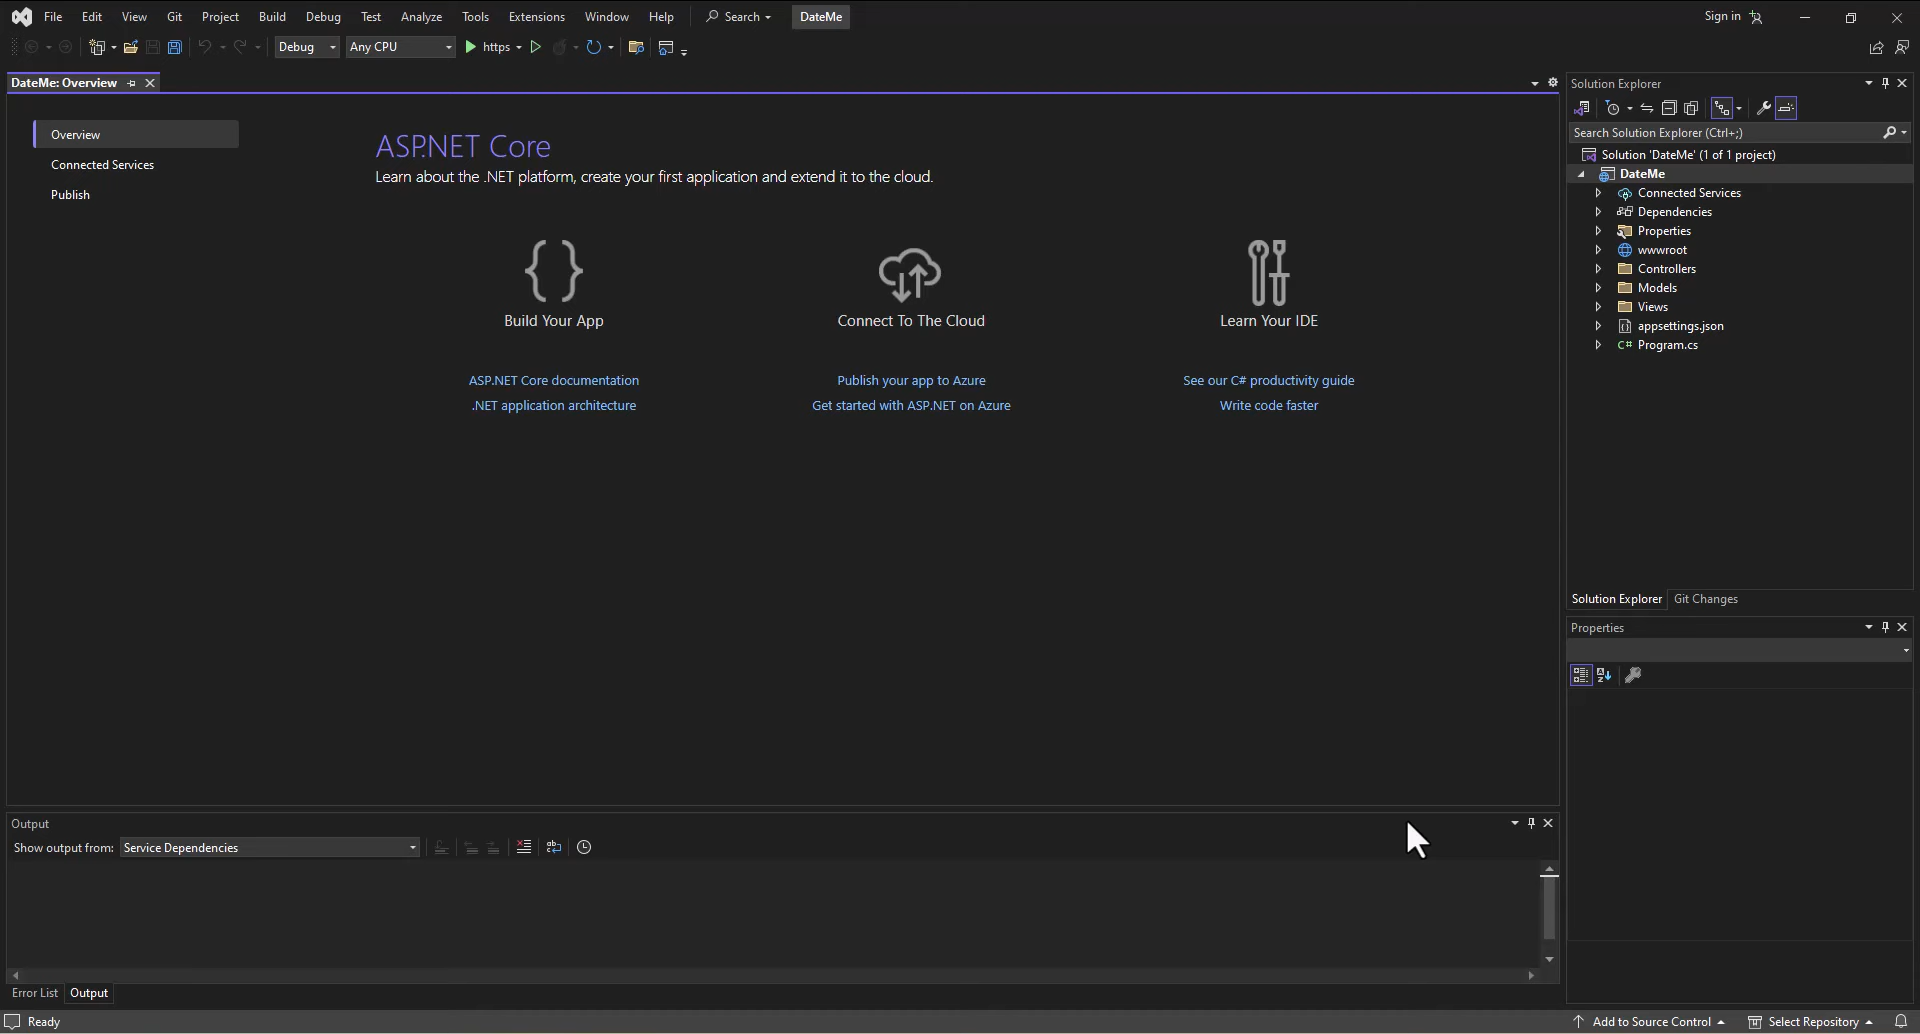 File Edit View Git Project Build Debug Test Analyze Tools Extensions Window Help Search DateMe Sign in
Debug Any CPU https
DateMe: Overview
Overview
Connected Services
Publish
ASP.NET Core
Learn about the .NET platform, create your first application and extend it to the cloud.
Build Your App
Connect To The Cloud
Learn Your IDE
ASP.NET Core documentation
.NET application architecture
Publish your app to Azure
Get started with ASP.NET on Azure
See our C# productivity guide
Write code faster
Solution Explorer
Search Solution Explorer (Ctrl+;)
Solution 'DateMe' (1 of 1 project)
DateMe
Connected Services
Dependencies
Properties
wwwroot
Controllers
Models
Views
appsettings.json
C# Program.cs
Solution Explorer Git Changes
Properties
Output
Show output from: Service Dependencies
Error List Output
Ready
Add to Source Control Select Repository